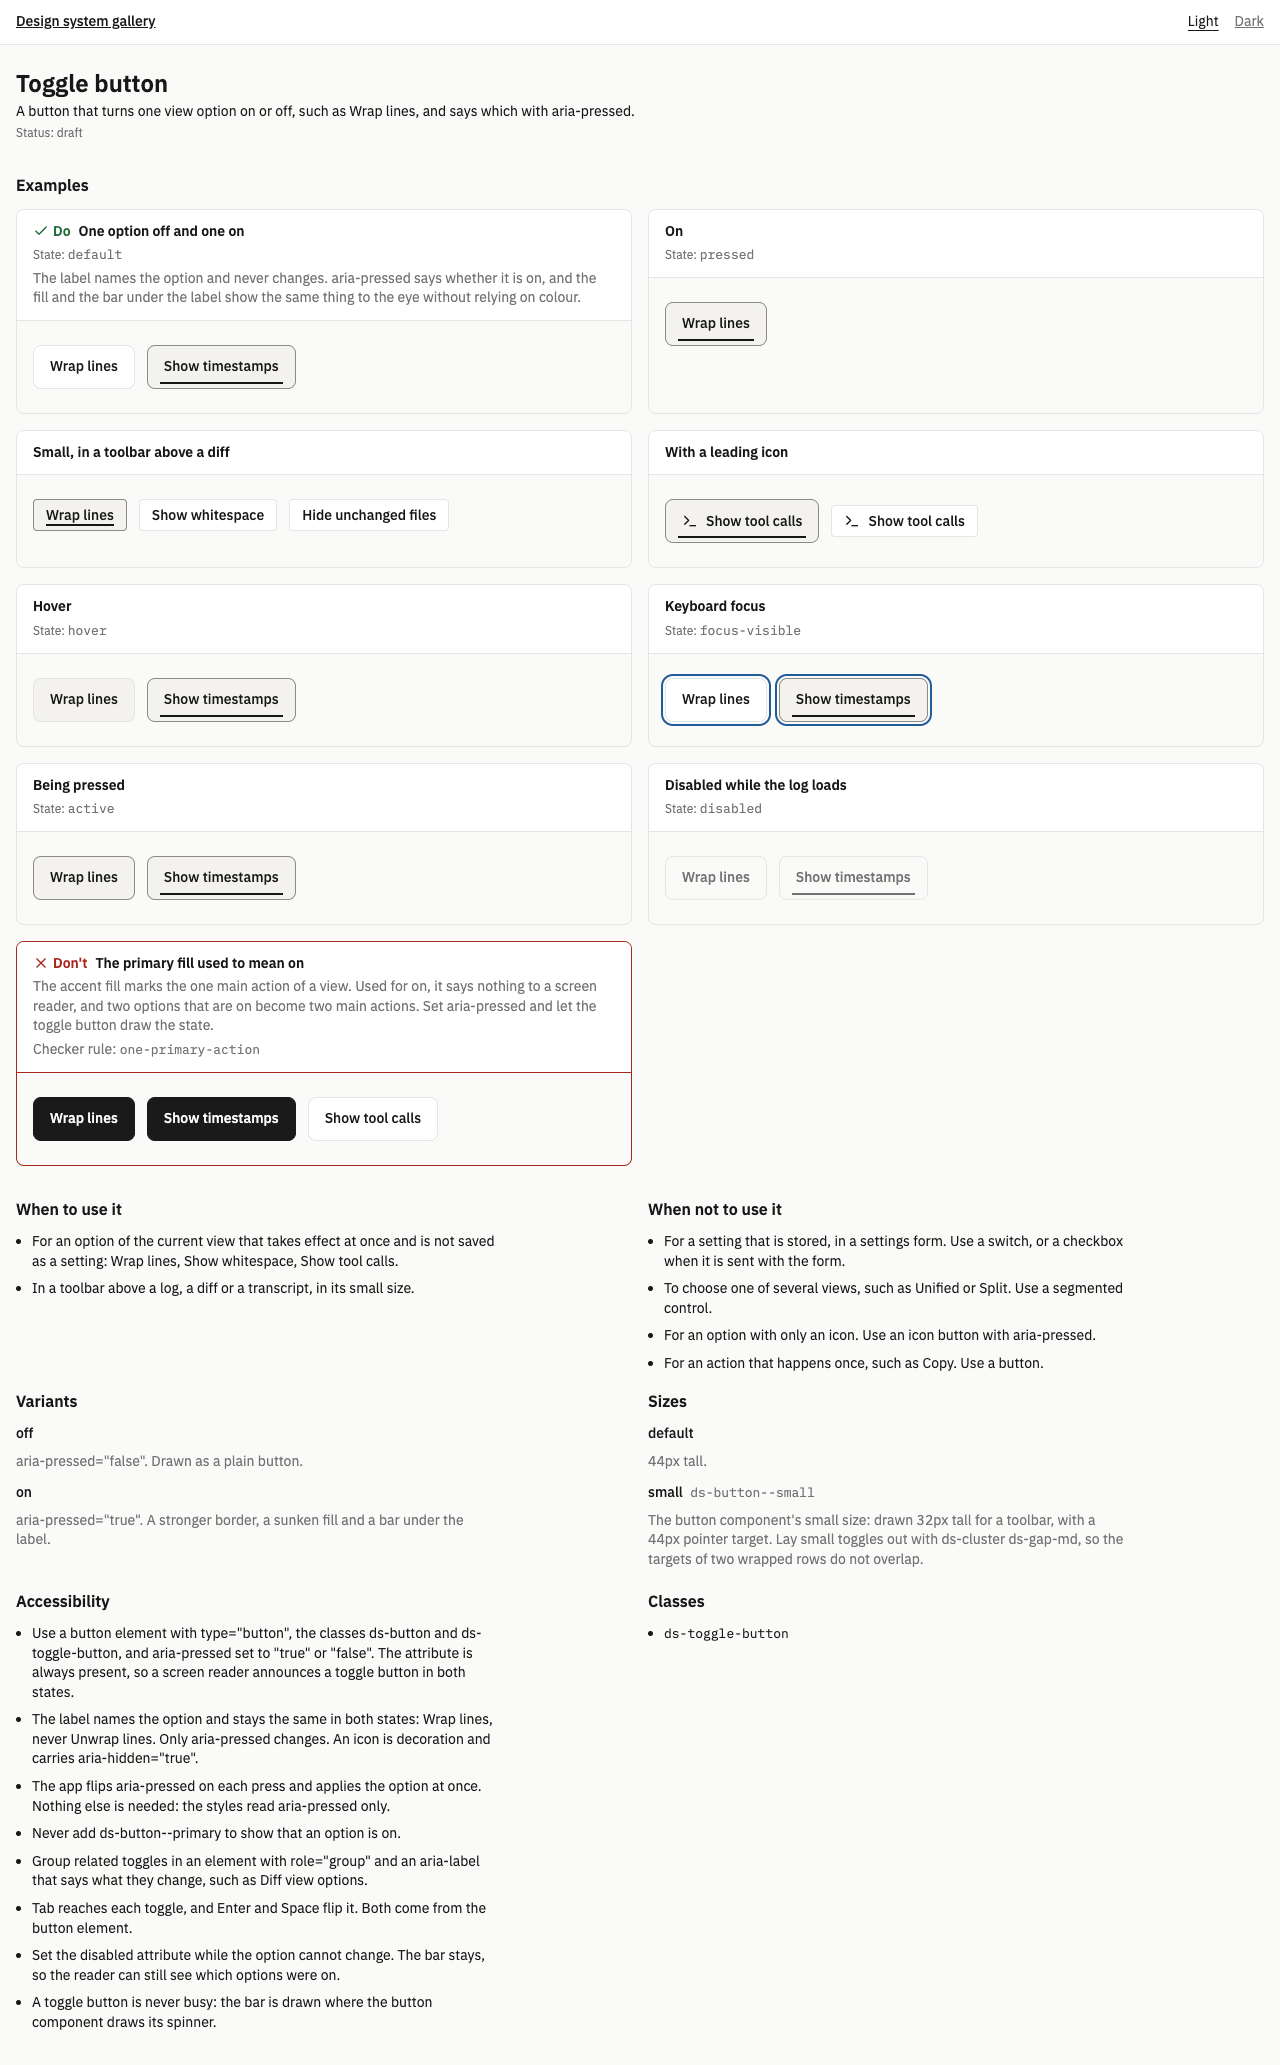 Design system gallery
Light Dark
Toggle button
A button that turns one view option on or off, such as Wrap lines, and says which with aria-pressed.
Status: draft
Examples
Do One option off and one on
State: default
The label names the option and never changes. aria-pressed says whether it is on, and the
fill and the bar under the label show the same thing to the eye without relying on colour.
Wrap lines Show timestamps
On
State: pressed
Wrap lines
Small, in a toolbar above a diff
Wrap lines Show whitespace Hide unchanged files
With a leading icon
Show tool calls Show tool calls
Hover
State: hover
Wrap lines Show timestamps
Keyboard focus
State: focus-visible
Wrap lines Show timestamps
Being pressed
State: active
Wrap lines Show timestamps
Disabled while the log loads
State: disabled
Wrap lines Show timestamps
Don't The primary fill used to mean on
The accent fill marks the one main action of a view. Used for on, it says nothing to a screen
reader, and two options that are on become two main actions. Set aria-pressed and let the
toggle button draw the state.
Checker rule: one-primary-action
Wrap lines Show timestamps Show tool calls
When to use it
For an option of the current view that takes effect at once and is not saved
as a setting: Wrap lines, Show whitespace, Show tool calls.
In a toolbar above a log, a diff or a transcript, in its small size.
When not to use it
For a setting that is stored, in a settings form. Use a switch, or a checkbox
when it is sent with the form.
To choose one of several views, such as Unified or Split. Use a segmented
control.
For an option with only an icon. Use an icon button with aria-pressed.
For an action that happens once, such as Copy. Use a button.
Variants
off
aria-pressed="false". Drawn as a plain button.
on
aria-pressed="true". A stronger border, a sunken fill and a bar under the
label.
Sizes
default
44px tall.
small ds-button--small
The button component's small size: drawn 32px tall for a toolbar, with a
44px pointer target. Lay small toggles out with ds-cluster ds-gap-md, so the
targets of two wrapped rows do not overlap.
Accessibility
Use a button element with type="button", the classes ds-button and ds-
toggle-button, and aria-pressed set to "true" or "false". The attribute is
always present, so a screen reader announces a toggle button in both
states.
The label names the option and stays the same in both states: Wrap lines,
never Unwrap lines. Only aria-pressed changes. An icon is decoration and
carries aria-hidden="true".
The app flips aria-pressed on each press and applies the option at once.
Nothing else is needed: the styles read aria-pressed only.
Never add ds-button--primary to show that an option is on.
Group related toggles in an element with role="group" and an aria-label
that says what they change, such as Diff view options.
Tab reaches each toggle, and Enter and Space flip it. Both come from the
button element.
Set the disabled attribute while the option cannot change. The bar stays,
so the reader can still see which options were on.
A toggle button is never busy: the bar is drawn where the button
component draws its spinner.
Classes
ds-toggle-button